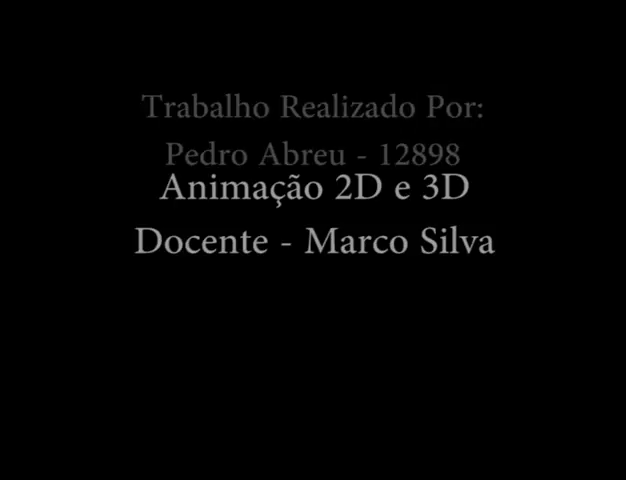 Trabalho Realizado Por:
Pedro Abreu - 12898
Animação 2D e 3D
Docente - Marco Silva